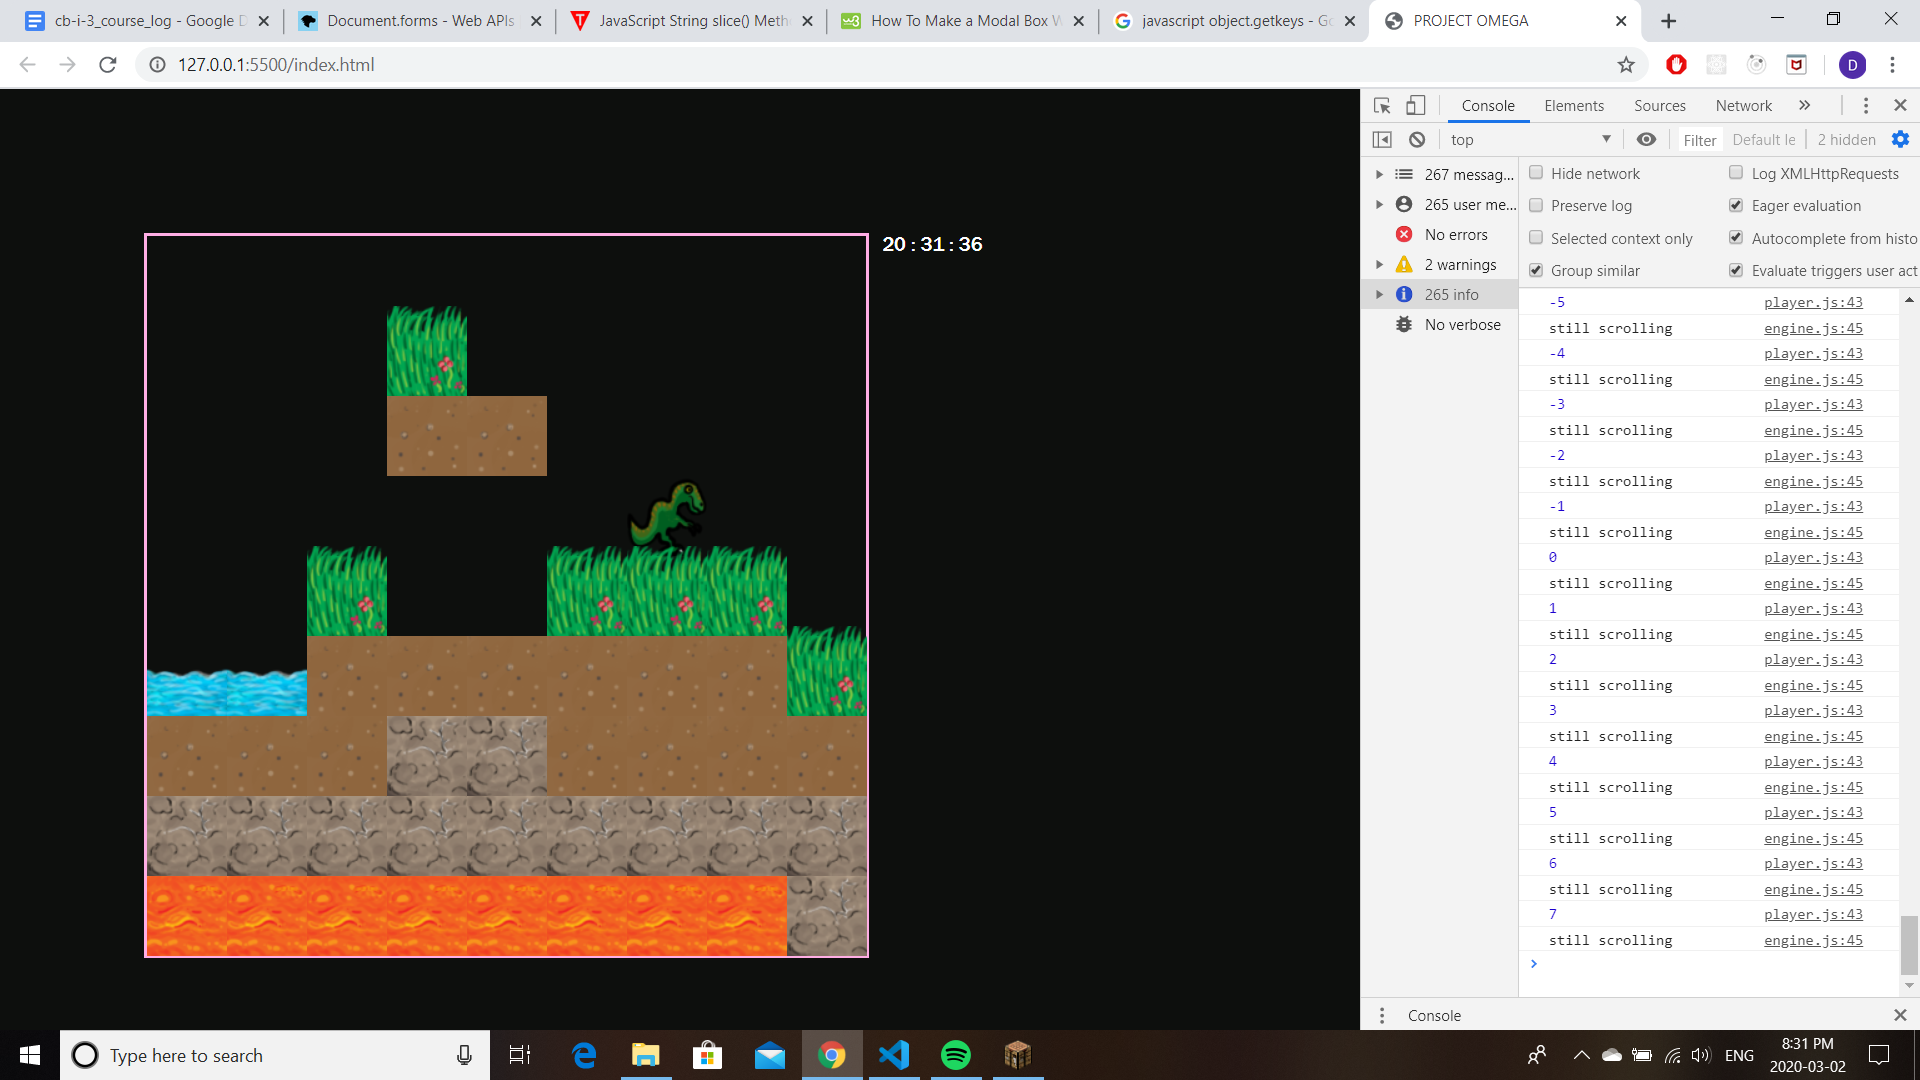 cb-i-3_course_log - Google D
Document.forms - Web APIs
JavaScript String slice() Meth
How To Make a Modal Box W
javascript object.getkeys - Go
PROJECT OMEGA
127.0.0.1:5500/index.html
D
Console Elements Sources Network
top Filter Default le 2 hidden
267 messag...
265 user me...
No errors
2 warnings
265 info
No verbose
Hide network Log XMLHttpRequests
Preserve log Eager evaluation
Selected context only Autocomplete from histo
Group similar Evaluate triggers user act
20:31:36
-5 player.js:43
still scrolling engine.js:45
-4 player.js:43
still scrolling engine.js:45
-3 player.js:43
still scrolling engine.js:45
-2 player.js:43
still scrolling engine.js:45
-1 player.js:43
still scrolling engine.js:45
0 player.js:43
still scrolling engine.js:45
1 player.js:43
still scrolling engine.js:45
2 player.js:43
still scrolling engine.js:45
3 player.js:43
still scrolling engine.js:45
4 player.js:43
still scrolling engine.js:45
5 player.js:43
still scrolling engine.js:45
6 player.js:43
still scrolling engine.js:45
7 player.js:43
still scrolling engine.js:45
Console
Type here to search
ENG
8:31 PM
2020-03-02